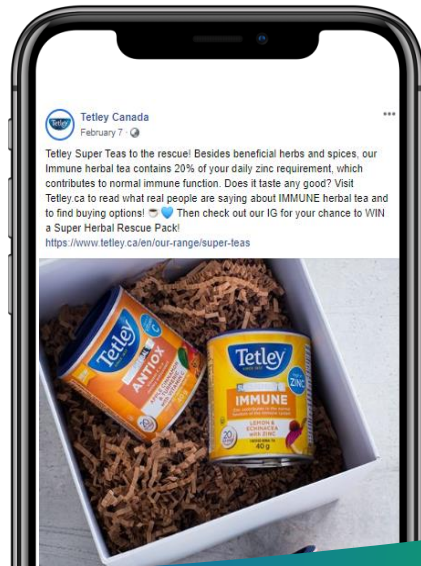 Tetley
Tetley Canada
February 7 ·
Tetley Super Teas to the rescue! Besides beneficial herbs and spices, our
Immune herbal tea contains 20% of your daily zinc requirement, which
contributes to normal immune function. Does it taste any good? Visit
Tetley.ca to read what real people are saying about IMMUNE herbal tea and
to find buying options! ☕💙 Then check out our IG for your chance to WIN
a Super Herbal Rescue Pack!
https://www.tetley.ca/en/our-range/super-teas
Tetley
ANTIOX
Tetley
ZINC
IMMUNE
LEMON &
ECHINACEA
with ZINC
20
40 g